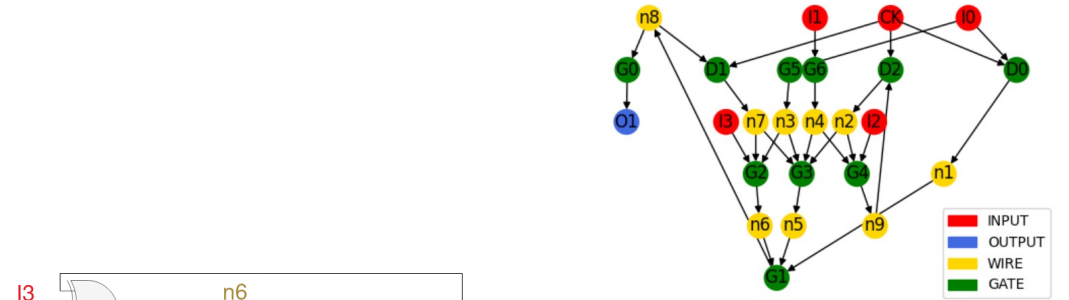 n8 I1 CK I0
G0 D1 G5 G6 D2 D0
O1 I3 n7 n3 n4 n2 I2
G2 G3 G4 n1
n6 n5 n9
G1
INPUT
OUTPUT
WIRE
GATE
I3 n6